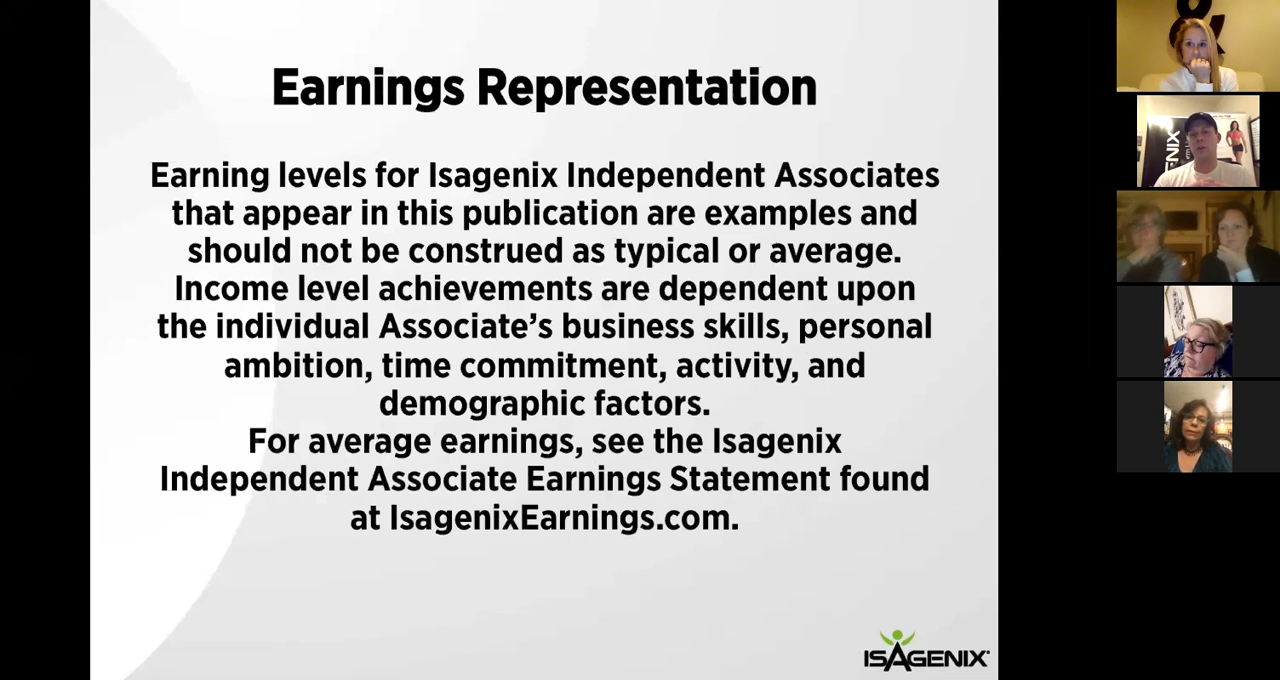 Earnings Representation
Earning levels for Isagenix Independent Associates
that appear in this publication are examples and
should not be construed as typical or average.
Income level achievements are dependent upon
the individual Associate’s business skills, personal
ambition, time commitment, activity, and
demographic factors.
For average earnings, see the Isagenix
Independent Associate Earnings Statement found
at IsagenixEarnings.com.
ISAGENIX
&
ENIX